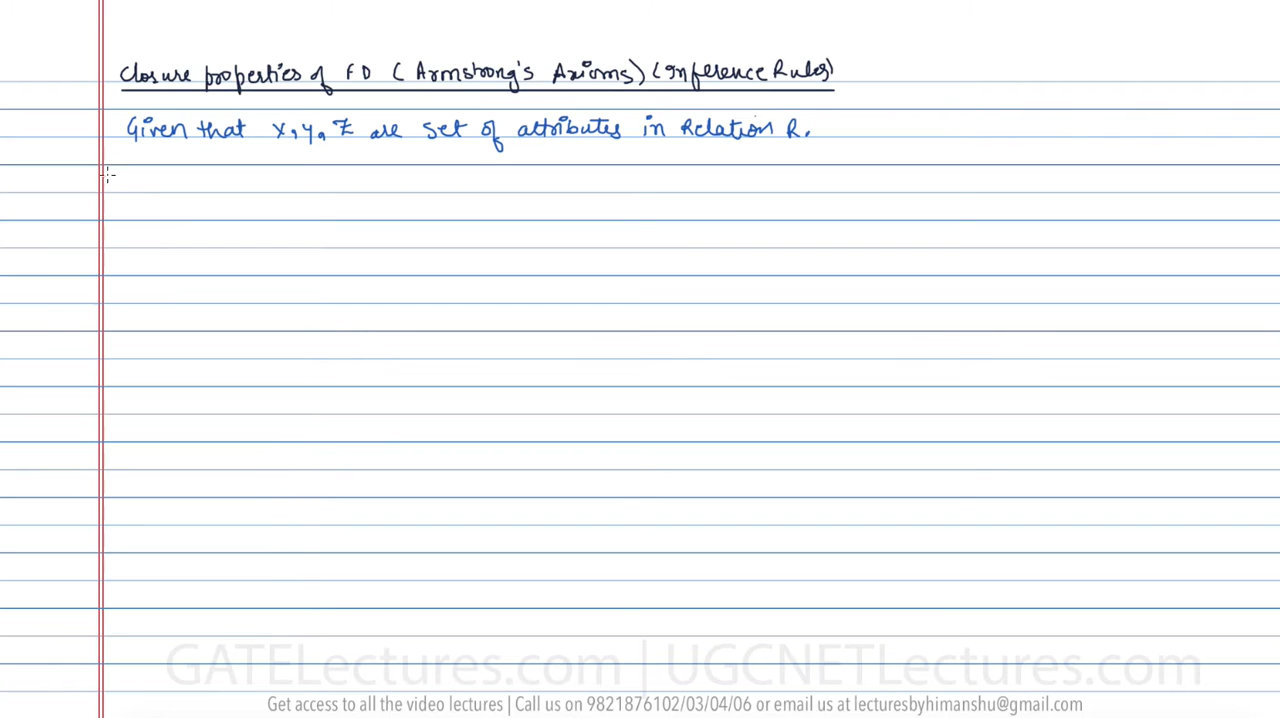 Closure properties of FD (Armstrong's Axioms) (Inference Rules)
Given that X, Y, Z are set of attributes in Relation R.
GATELectures.com | UGCNETLectures.com
Get access to all the video lectures | Call us on 9821876102/03/04/06 or email us at lecturesbyhimanshu@gmail.com